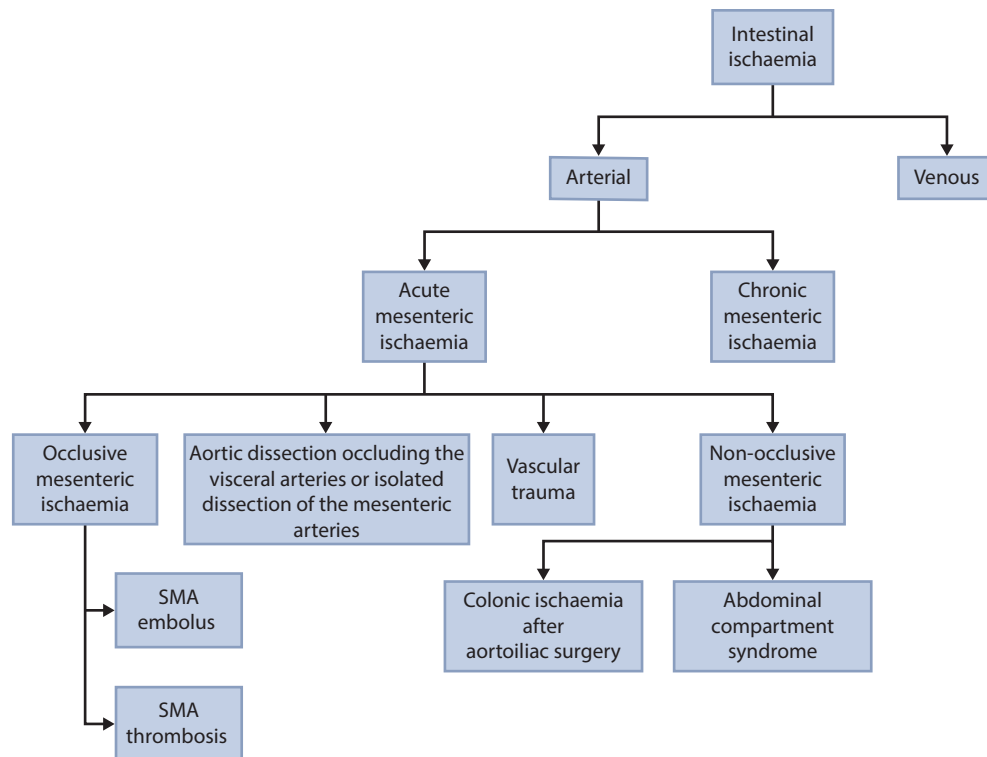 Intestinal
ischaemia
Arterial
Venous
Acute
mesenteric
ischaemia
Chronic
mesenteric
ischaemia
Occlusive
mesenteric
ischaemia
Aortic dissection occluding the
visceral arteries or isolated
dissection of the mesenteric
arteries
Vascular
trauma
Non-occlusive
mesenteric
ischaemia
SMA
embolus
Colonic ischaemia
after
aortoiliac surgery
Abdominal
compartment
syndrome
SMA
thrombosis